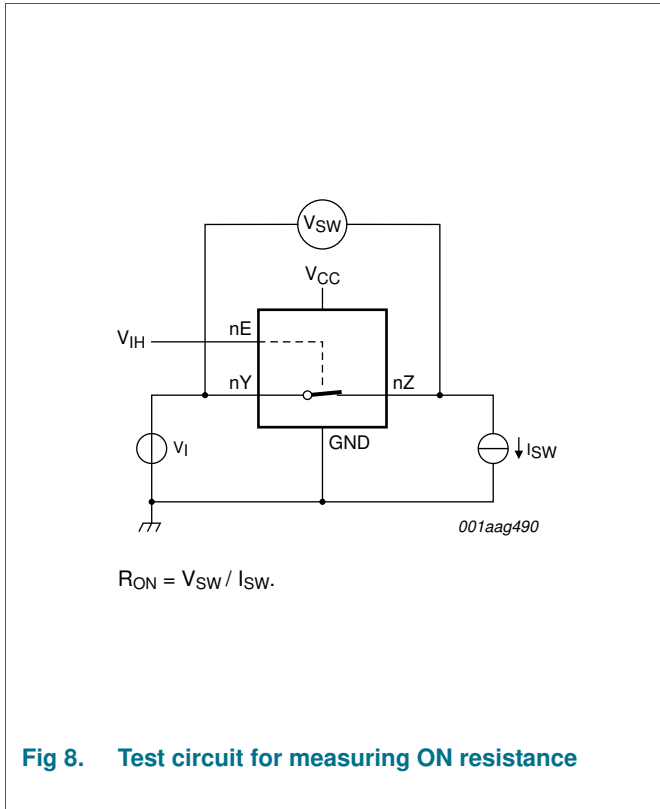 VSW
VCC
VIH
nE
nY
nZ
VI
GND
ISW
001aag490
RON = VSW / ISW.
Fig 8. Test circuit for measuring ON resistance